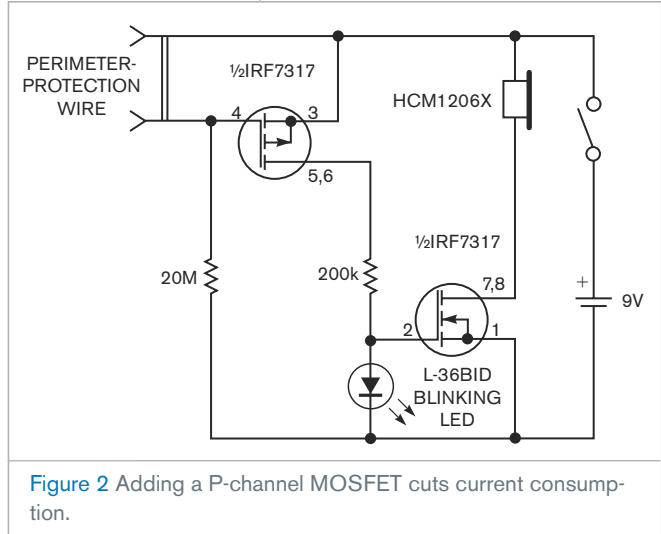 PERIMETER-
PROTECTION
WIRE
½IRF7317
4
3
5,6
HCM1206X
20M
200k
½IRF7317
7,8
2
1
+
9V
L-36BID
BLINKING
LED
Figure 2 Adding a P-channel MOSFET cuts current consump-
tion.